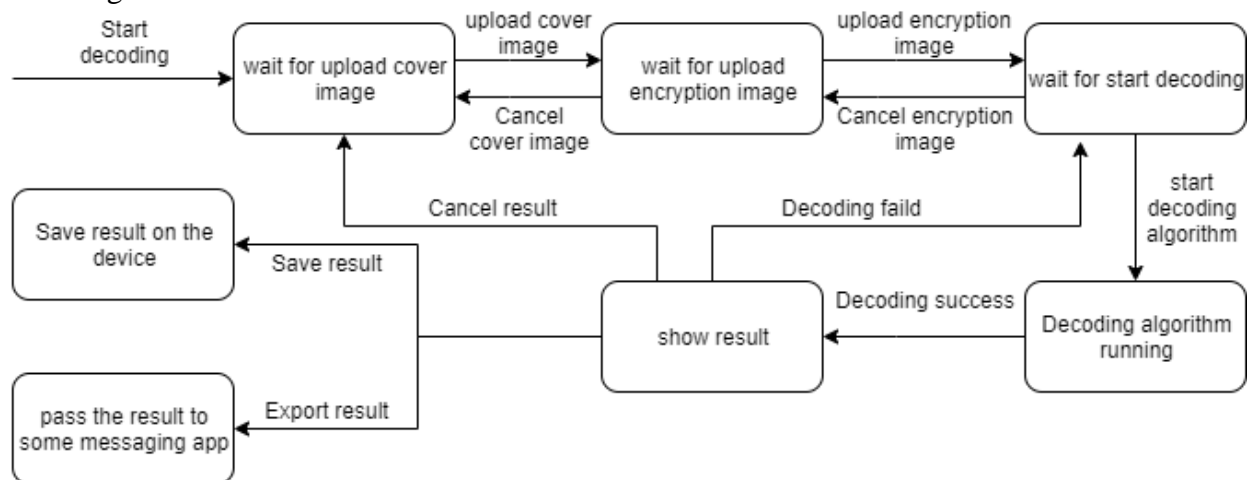 Start
decoding
upload cover
image
upload encryption
image
wait for upload cover
image
wait for upload
encryption image
wait for start decoding
Cancel
cover image
Cancel encryption
image
start
decoding
algorithm
Cancel result
Decoding faild
Save result on the
device
Save result
Decoding success
show result
Decoding algorithm
running
pass the result to
some messaging app
Export result